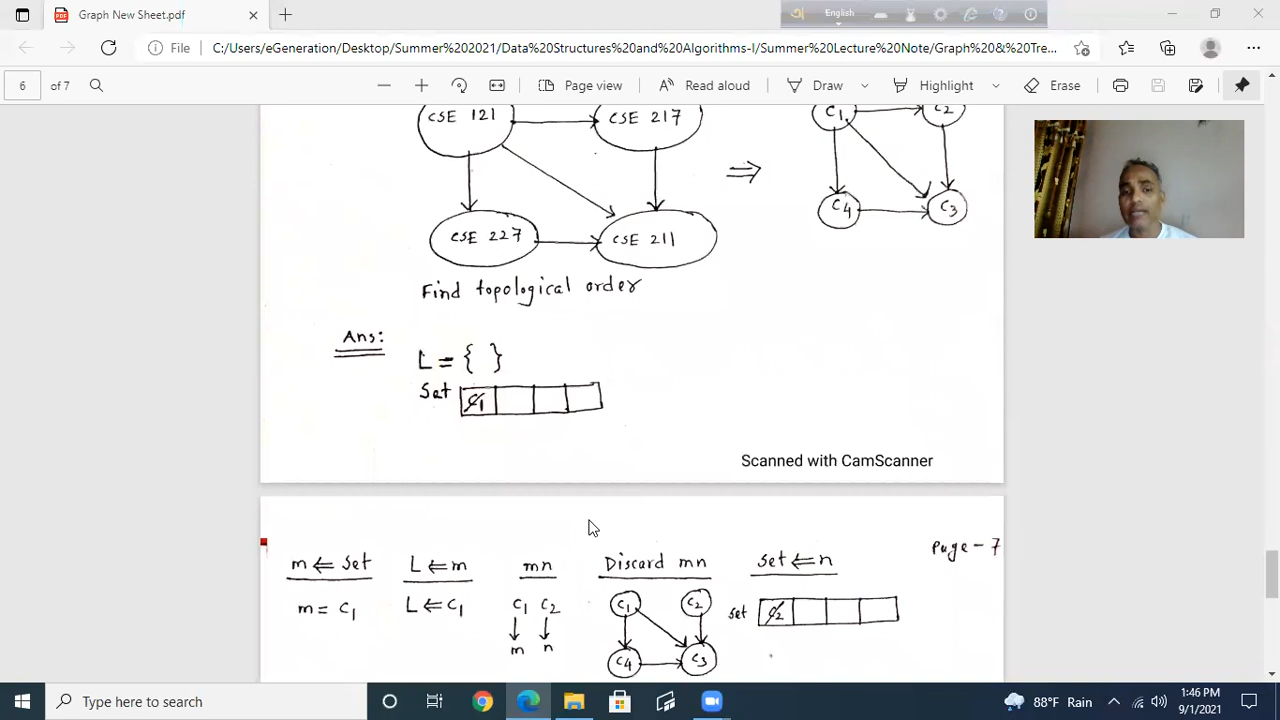 Graph New Sheet.pdf
English
File
C:/Users/eGeneration/Desktop/Summer%202021/Data%20Structures%20and%20Algorithms-I/Summer%20Lecture%20Note/Graph%20&%20Tre...
6 of 7
Page view
Read aloud
Draw
Highlight
Erase
CSE 121 CSE 217
C1 C2
⇒
CSE 227 CSE 211
C4 C3
Find topological order
Ans:
L = { }
Set C1
Scanned with CamScanner
Page - 7
m ⇐ Set L ⇐ m mn Discard mn Set ⇐ n
m = C1 L ⇐ C1 C1 C2 C1 C2 Set C2
m n
C4 C3
Type here to search
88°F Rain
1:46 PM
9/1/2021